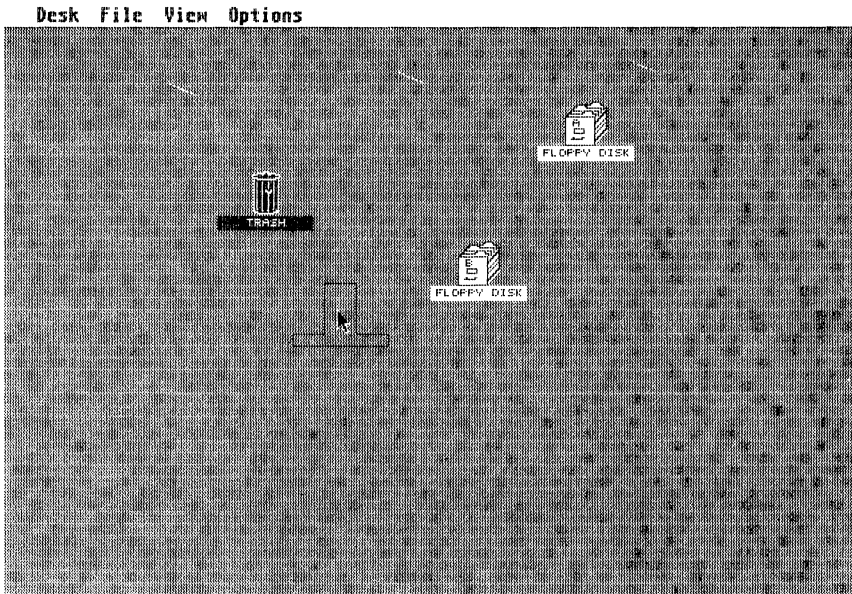 Desk File View Options
A
FLOPPY DISK
TRASH
B
FLOPPY DISK